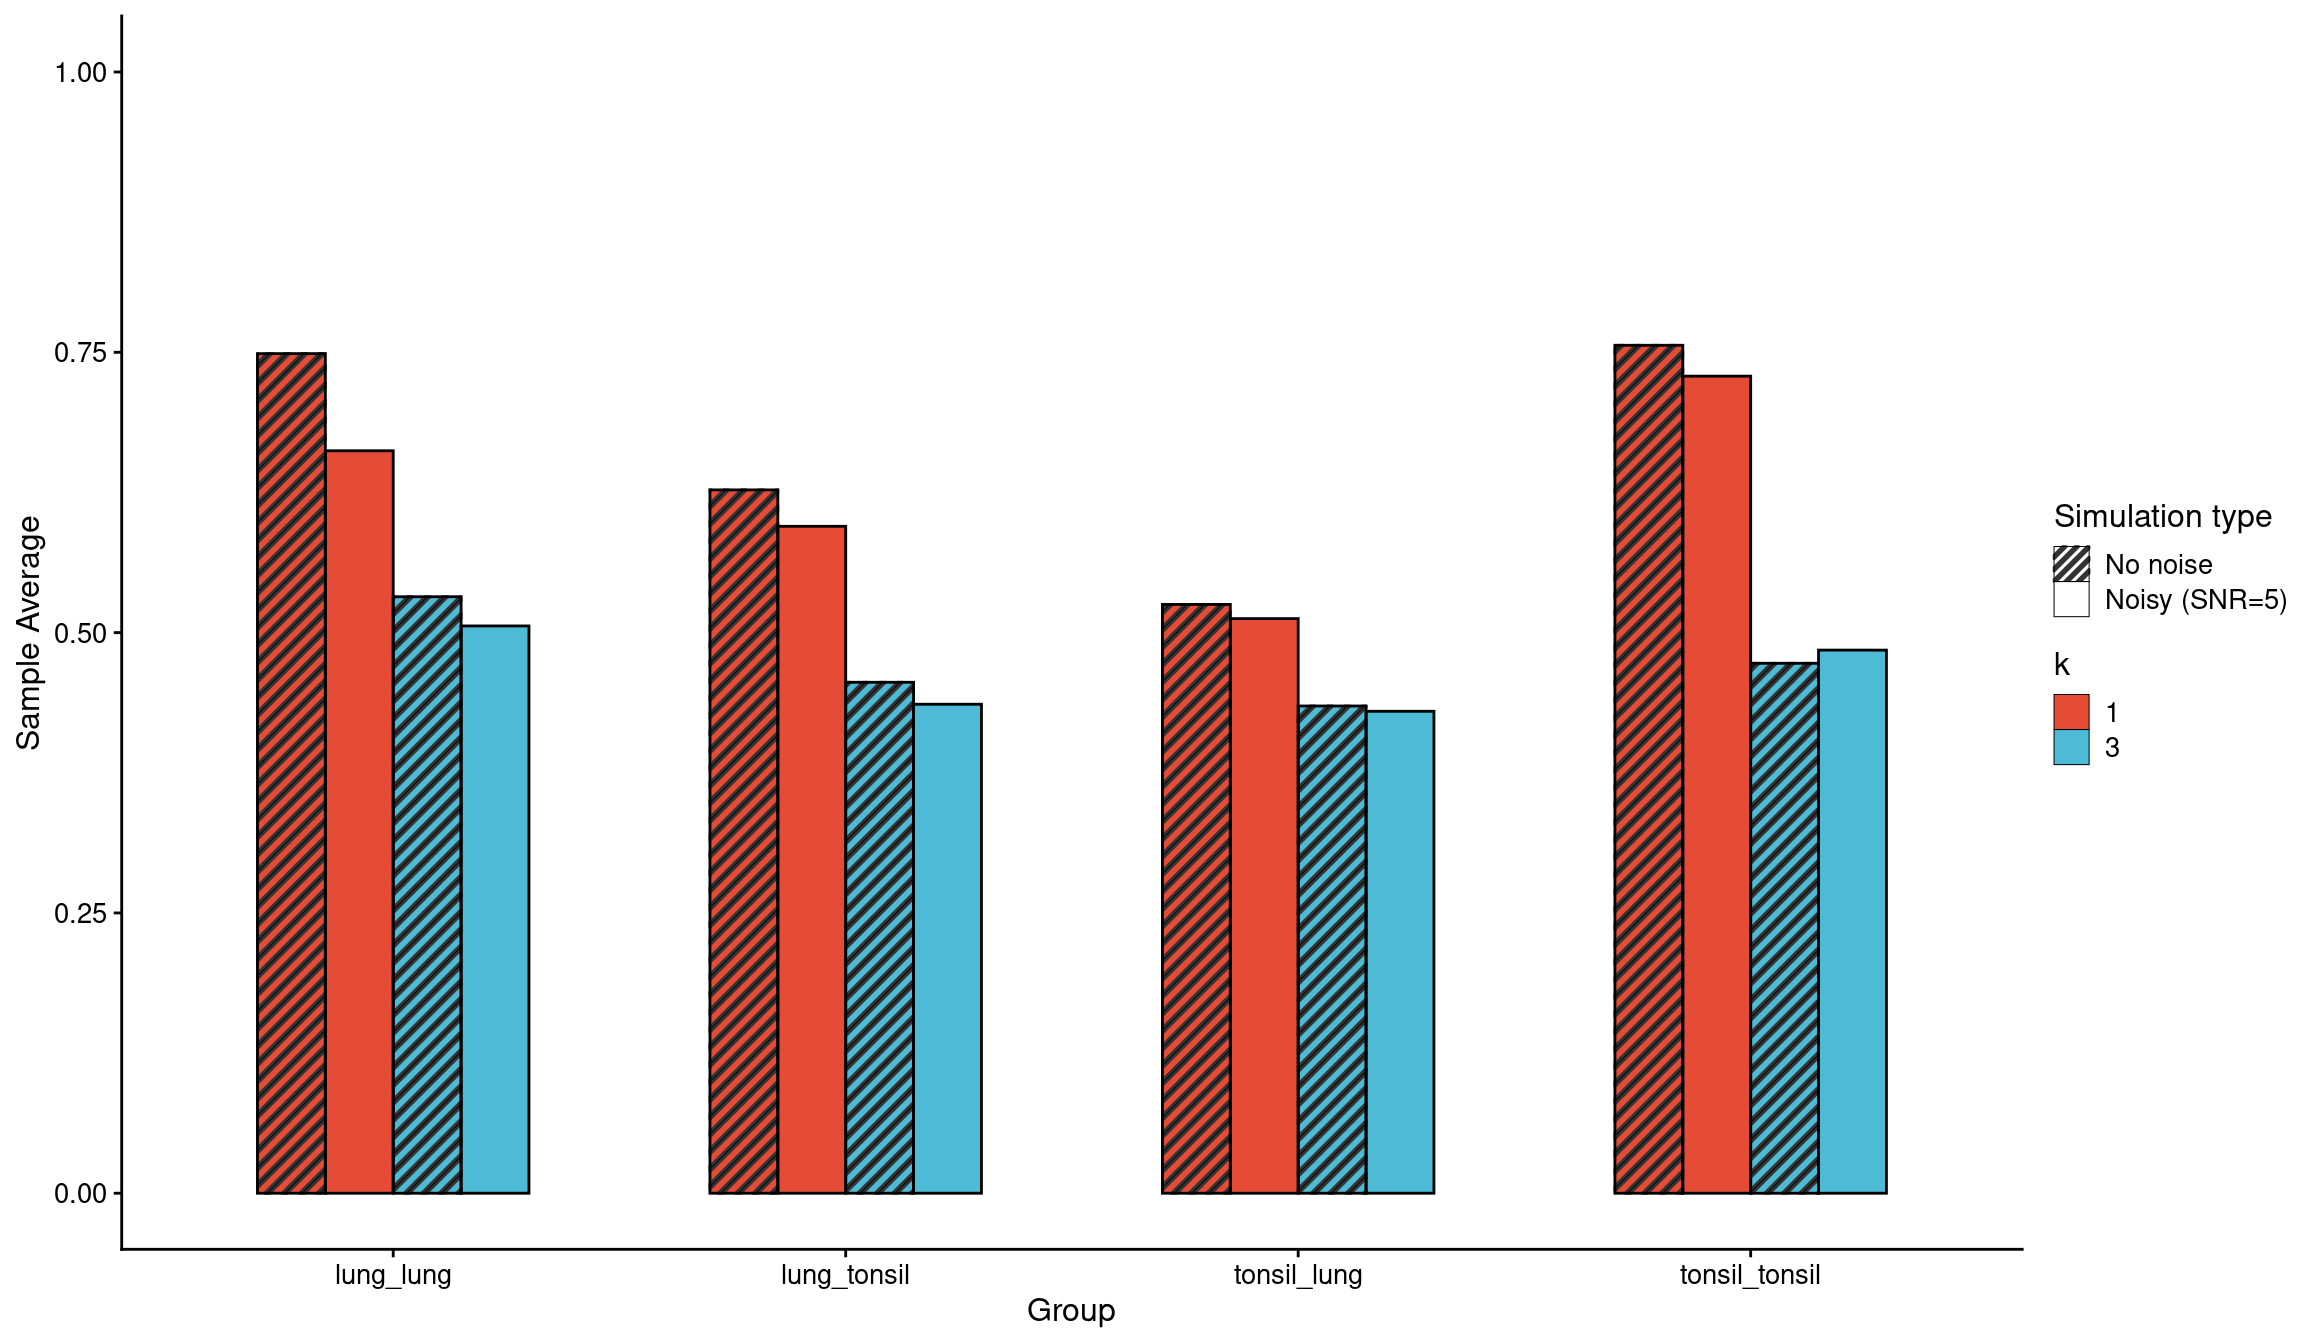 1.00
0.75
0.50
0.25
0.00
Sample Average
lung_lung
lung_tonsil
tonsil_lung
tonsil_tonsil
Group
Simulation type
No noise
Noisy (SNR=5)
k
1
3